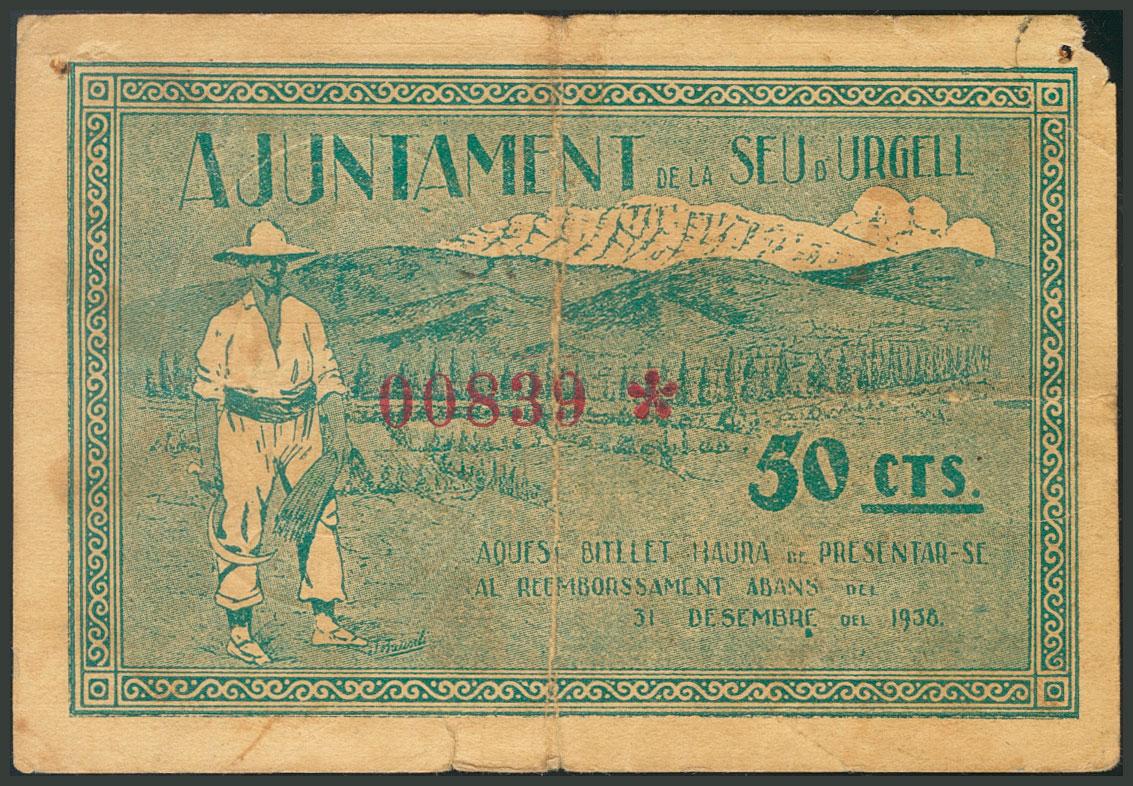 AJUNTAMENT DE LA SEU D'URGELL
00839 *
50 CTS.
AQUEST BITLLET HAURÀ DE PRESENTAR-SE
AL REEMBORSSAMENT ABANS DEL
31 DESEMBRE DEL 1938.